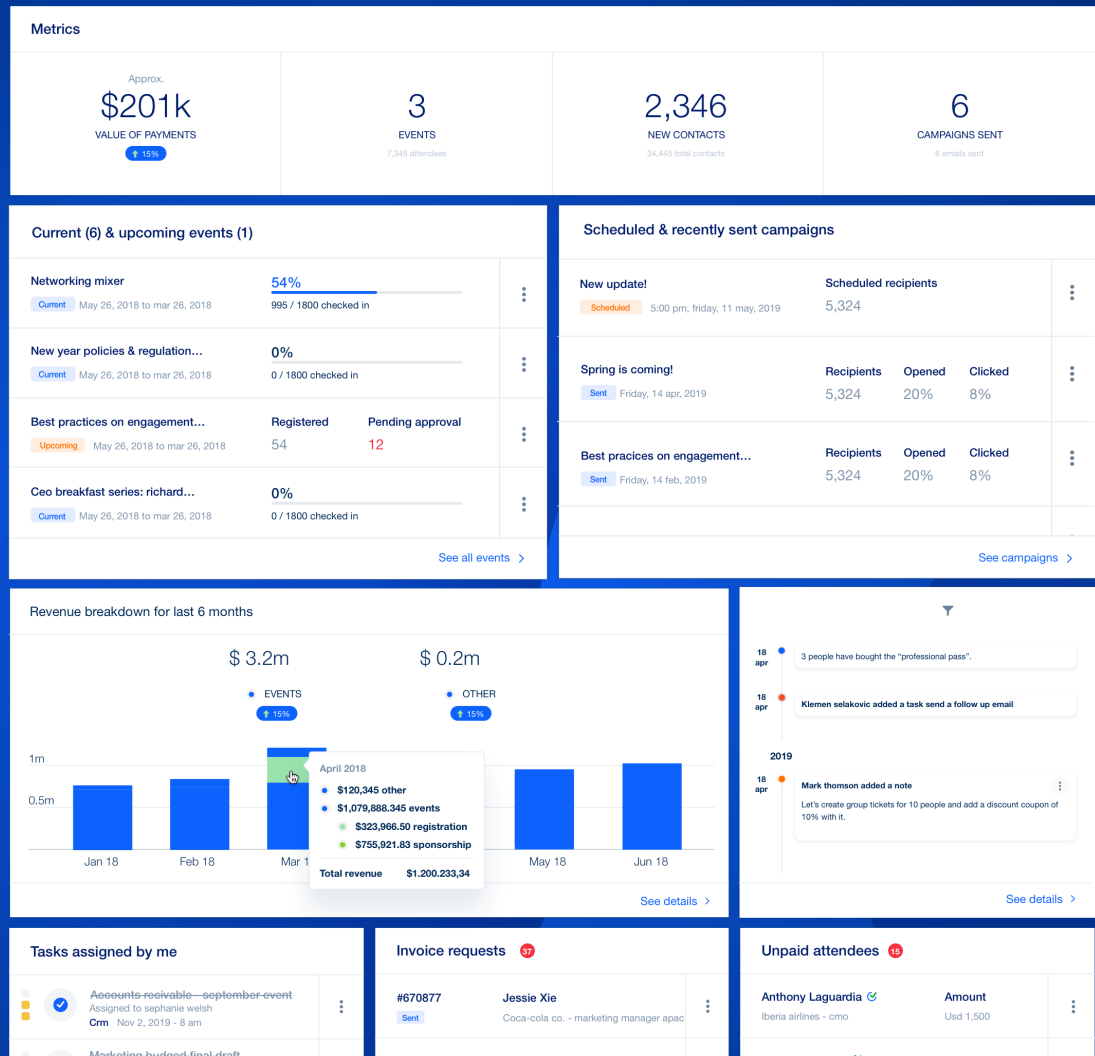 Metrics
Approx.
$201k
VALUE OF PAYMENTS
15%
3
EVENTS
7,345 attendees
2,346
NEW CONTACTS
34,445 total contacts
6
CAMPAIGNS SENT
6 emails sent
Current (6) & upcoming events (1)
Networking mixer
Current May 26, 2018 to mar 26, 2018
54%
995 / 1800 checked in
New year policies & regulation...
Current May 26, 2018 to mar 26, 2018
0%
0 / 1800 checked in
Best practices on engagement...
Upcoming May 26, 2018 to mar 26, 2018
Registered Pending approval
54 12
Ceo breakfast series: richard...
Current May 26, 2018 to mar 26, 2018
0%
0 / 1800 checked in
See all events
Scheduled & recently sent campaigns
New update!
Scheduled 5:00 pm, friday, 11 may, 2019
Scheduled recipients
5,324
Spring is coming!
Sent Friday, 14 apr, 2019
Recipients Opened Clicked
5,324 20% 8%
Best pracices on engagement...
Sent Friday, 14 feb, 2019
Recipients Opened Clicked
5,324 20% 8%
See campaigns
Revenue breakdown for last 6 months
$ 3.2m
EVENTS
15%
$ 0.2m
OTHER
15%
1m
0.5m
Jan 18 Feb 18 Mar 1 May 18 Jun 18
April 2018
$120,345 other
$1,079,888.345 events
$323,966.50 registration
$755,921.83 sponsorship
Total revenue $1.200.233,34
See details
18 apr
3 people have bought the “professional pass”.
18 apr
Klemen selakovic added a task send a follow up email
2019
18 apr
Mark thomson added a note
Let’s create group tickets for 10 people and add a discount coupon of
10% with it.
See details
Tasks assigned by me
Accounts recivable - september event
Assigned to sephanie welsh
Crm Nov 2, 2019 - 8 am
Marketing budged final draft
Invoice requests 37
#670877 Jessie Xie
Sent Coca-cola co. - marketing manager apac
Unpaid attendees 15
Anthony Laguardia Amount
Iberia airlines - cmo Usd 1,500